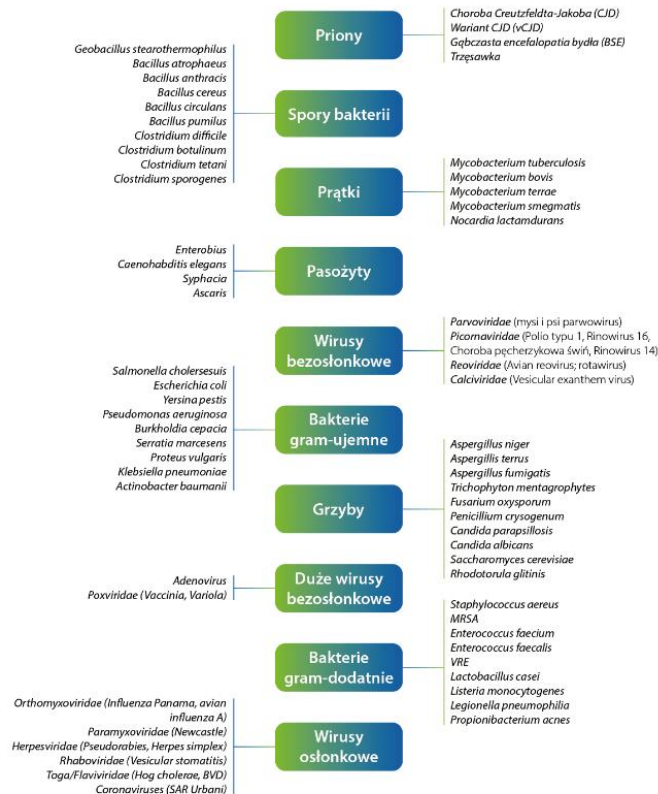 Priony
Choroba Creutzfeldta-Jakoba (CJD)
Wariant CJD (vCJD)
Gąbczasta encefalopatia bydła (BSE)
Trzęsawka
Geobacillus stearothermophilus
Bacillus atrophaeus
Bacillus anthracis
Bacillus cereus
Bacillus circulans
Bacillus pumilus
Clostridium difficile
Clostridium botulinum
Clostridium tetani
Clostridium sporogenes
Spory bakterii
Prątki
Mycobacterium tuberculosis
Mycobacterium bovis
Mycobacterium terrae
Mycobacterium smegmatis
Nocardia lactamdurans
Enterobius
Caenohabditis elegans
Syphacia
Ascaris
Pasożyty
Wirusy
bezosłonkowe
Parvoviridae (mysi i psi parwowirus)
Picornaviridae (Polio typu 1, Rinowirus 16,
Choroba pęcherzykowa świń, Rinowirus 14)
Reoviridae (Avian reovirus; rotawirus)
Calciviridae (Vesicular exanthem virus)
Salmonella cholersesuis
Escherichia coli
Yersina pestis
Pseudomonas aeruginosa
Burkholdia cepacia
Serratia marcesens
Proteus vulgaris
Klebsiella pneumoniae
Actinobacter baumanii
Bakterie
gram-ujemne
Grzyby
Aspergillus niger
Aspergillis terrus
Aspergillus fumigatis
Trichophyton mentagrophytes
Fusarium oxysporum
Penicillium crysogenum
Candida parapsillosis
Candida albicans
Saccharomyces cerevisiae
Rhodotorula glitinis
Adenovirus
Poxviridae (Vaccinia, Variola)
Duże wirusy
bezosłonkowe
Bakterie
gram-dodatnie
Staphylococcus aereus
MRSA
Enterococcus faecium
Enterococcus faecalis
VRE
Lactobacillus casei
Listeria monocytogenes
Legionella pneumophilia
Propionibacterium acnes
Orthomyxoviridae (Influenza Panama, avian
influenza A)
Paramyxoviridae (Newcastle)
Herpesviridae (Pseudorabies, Herpes simplex)
Rhaboviridae (Vesicular stomatitis)
Toga/Flaviviridae (Hog cholerae, BVD)
Coronaviruses (SAR Urbani)
Wirusy
osłonkowe